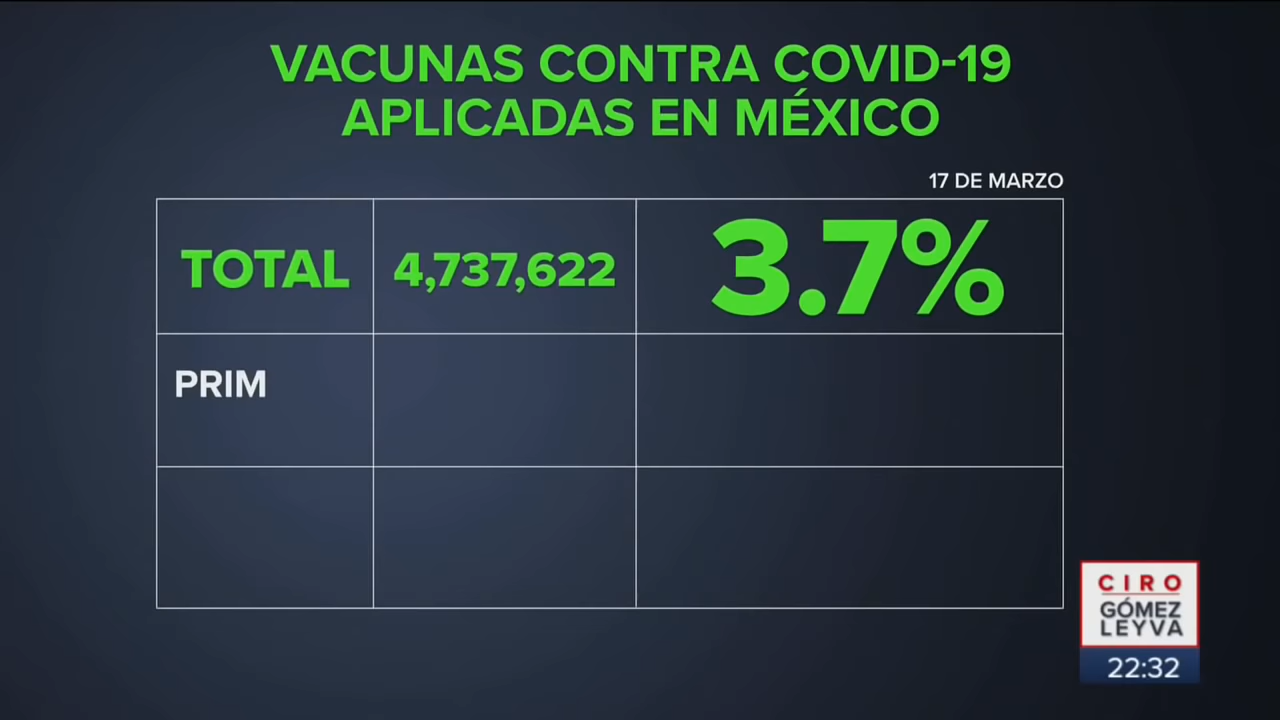 VACUNAS CONTRA COVID-19
APLICADAS EN MÉXICO
17 DE MARZO
TOTAL 4,737,622 3.7%
PRIM
CIRO
GÓMEZ
LEYVA
22:32